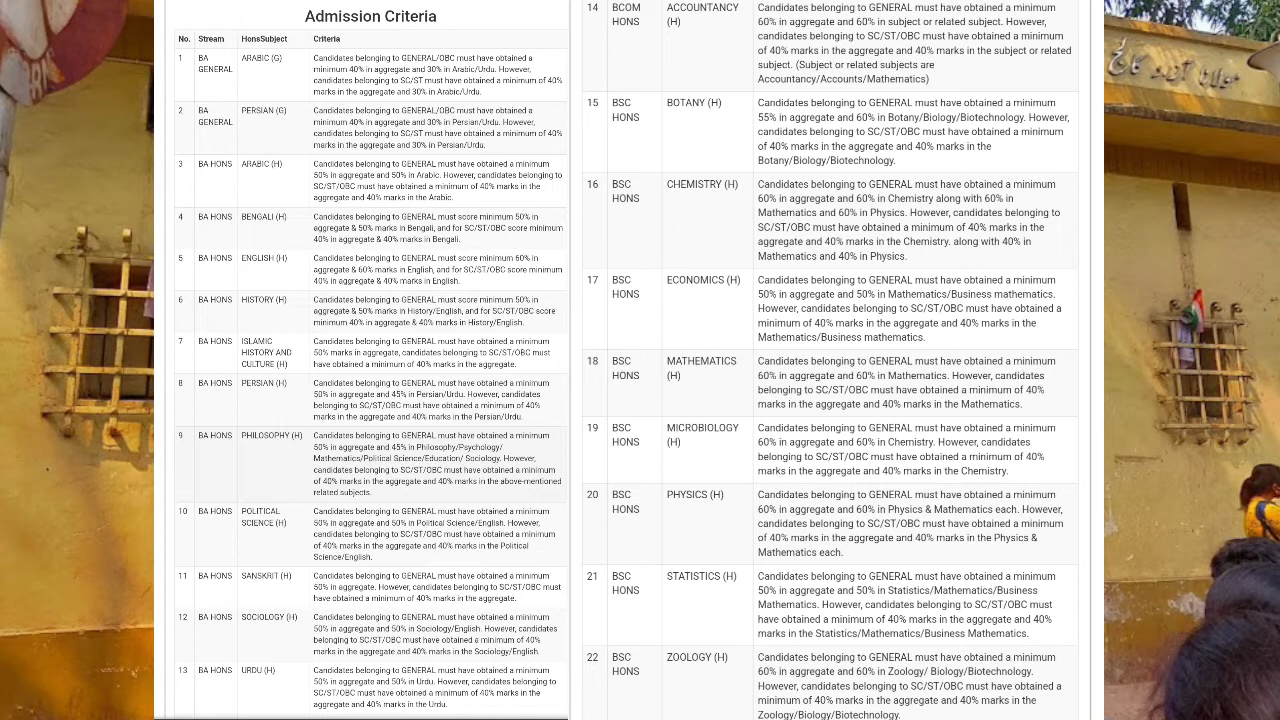 Admission Criteria
No. Stream HonsSubject Criteria
1 BA GENERAL ARABIC (G) Candidates belonging to GENERAL/OBC must have obtained a
minimum 40% in aggregate and 30% in Arabic/Urdu. However,
candidates belonging to SC/ST must have obtained a minimum of 40%
marks in the aggregate and 30% in Arabic/Urdu.
2 BA GENERAL PERSIAN (G) Candidates belonging to GENERAL/OBC must have obtained a
minimum 40% in aggregate and 30% in Persian/Urdu. However,
candidates belonging to SC/ST must have obtained a minimum of 40%
marks in the aggregate and 30% in Persian/Urdu.
3 BA HONS ARABIC (H) Candidates belonging to GENERAL must have obtained a minimum
50% in aggregate and 50% in Arabic. However, candidates belonging to
SC/ST/OBC must have obtained a minimum of 40% marks in the
aggregate and 40% marks in the Arabic.
4 BA HONS BENGALI (H) Candidates belonging to GENERAL must score minimum 50% in
aggregate & 50% marks in Bengali, and for SC/ST/OBC score minimum
40% in aggregate & 40% marks in Bengali.
5 BA HONS ENGLISH (H) Candidates belonging to GENERAL must score minimum 60% in
aggregate & 60% marks in English, and for SC/ST/OBC score minimum
40% in aggregate & 40% marks in English.
6 BA HONS HISTORY (H) Candidates belonging to GENERAL must score minimum 50% in
aggregate & 50% marks in History/English, and for SC/ST/OBC score
minimum 40% in aggregate & 40% marks in History/English.
7 BA HONS ISLAMIC HISTORY AND CULTURE (H) Candidates belonging to GENERAL must have obtained a minimum
50% marks in aggregate, candidates belonging to SC/ST/OBC must
have obtained a minimum of 40% marks in the aggregate.
8 BA HONS PERSIAN (H) Candidates belonging to GENERAL must have obtained a minimum
50% in aggregate and 45% in Persian/Urdu. However, candidates
belonging to SC/ST/OBC must have obtained a minimum of 40%
marks in the aggregate and 40% marks in the Persian/Urdu.
9 BA HONS PHILOSOPHY (H) Candidates belonging to GENERAL must have obtained a minimum
50% in aggregate and 45% in Philosophy/Psychology/
Mathematics/Political Science/Education/ Sociology. However,
candidates belonging to SC/ST/OBC must have obtained a minimum
of 40% marks in the aggregate and 40% marks in the above-mentioned
related subjects.
10 BA HONS POLITICAL SCIENCE (H) Candidates belonging to GENERAL must have obtained a minimum
50% in aggregate and 50% in Political Science/English. However,
candidates belonging to SC/ST/OBC must have obtained a minimum
of 40% marks in the aggregate and 40% marks in the Political
Science/English.
11 BA HONS SANSKRIT (H) Candidates belonging to GENERAL must have obtained a minimum
50% in aggregate. However, candidates belonging to SC/ST/OBC must
have obtained a minimum of 40% marks in the aggregate.
12 BA HONS SOCIOLOGY (H) Candidates belonging to GENERAL must have obtained a minimum
50% in aggregate and 50% in Sociology/English. However, candidates
belonging to SC/ST/OBC must have obtained a minimum of 40%
marks in the aggregate and 40% marks in the Sociology/English.
13 BA HONS URDU (H) Candidates belonging to GENERAL must have obtained a minimum
50% in aggregate and 50% in Urdu. However, candidates belonging to
SC/ST/OBC must have obtained a minimum of 40% marks in the
aggregate and 40% marks in the Urdu.
14 BCOM HONS ACCOUNTANCY (H) Candidates belonging to GENERAL must have obtained a minimum
60% in aggregate and 60% in subject or related subject. However,
candidates belonging to SC/ST/OBC must have obtained a minimum
of 40% marks in the aggregate and 40% marks in the subject or related
subject. (Subject or related subjects are
Accountancy/Accounts/Mathematics)
15 BSC HONS BOTANY (H) Candidates belonging to GENERAL must have obtained a minimum
55% in aggregate and 60% in Botany/Biology/Biotechnology. However,
candidates belonging to SC/ST/OBC must have obtained a minimum
of 40% marks in the aggregate and 40% marks in the
Botany/Biology/Biotechnology.
16 BSC HONS CHEMISTRY (H) Candidates belonging to GENERAL must have obtained a minimum
60% in aggregate and 60% in Chemistry along with 60% in
Mathematics and 60% in Physics. However, candidates belonging to
SC/ST/OBC must have obtained a minimum of 40% marks in the
aggregate and 40% marks in the Chemistry. along with 40% in
Mathematics and 40% in Physics.
17 BSC HONS ECONOMICS (H) Candidates belonging to GENERAL must have obtained a minimum
50% in aggregate and 50% in Mathematics/Business mathematics.
However, candidates belonging to SC/ST/OBC must have obtained a
minimum of 40% marks in the aggregate and 40% marks in the
Mathematics/Business mathematics.
18 BSC HONS MATHEMATICS (H) Candidates belonging to GENERAL must have obtained a minimum
60% in aggregate and 60% in Mathematics. However, candidates
belonging to SC/ST/OBC must have obtained a minimum of 40%
marks in the aggregate and 40% marks in the Mathematics.
19 BSC HONS MICROBIOLOGY (H) Candidates belonging to GENERAL must have obtained a minimum
60% in aggregate and 60% in Chemistry. However, candidates
belonging to SC/ST/OBC must have obtained a minimum of 40%
marks in the aggregate and 40% marks in the Chemistry.
20 BSC HONS PHYSICS (H) Candidates belonging to GENERAL must have obtained a minimum
60% in aggregate and 60% in Physics & Mathematics each. However,
candidates belonging to SC/ST/OBC must have obtained a minimum
of 40% marks in the aggregate and 40% marks in the Physics &
Mathematics each.
21 BSC HONS STATISTICS (H) Candidates belonging to GENERAL must have obtained a minimum
50% in aggregate and 50% in Statistics/Mathematics/Business
Mathematics. However, candidates belonging to SC/ST/OBC must
have obtained a minimum of 40% marks in the aggregate and 40%
marks in the Statistics/Mathematics/Business Mathematics.
22 BSC HONS ZOOLOGY (H) Candidates belonging to GENERAL must have obtained a minimum
60% in aggregate and 60% in Zoology/ Biology/Biotechnology.
However, candidates belonging to SC/ST/OBC must have obtained a
minimum of 40% marks in the aggregate and 40% marks in the
Zoology/Biology/Biotechnology.
مولانا آزاد کالج